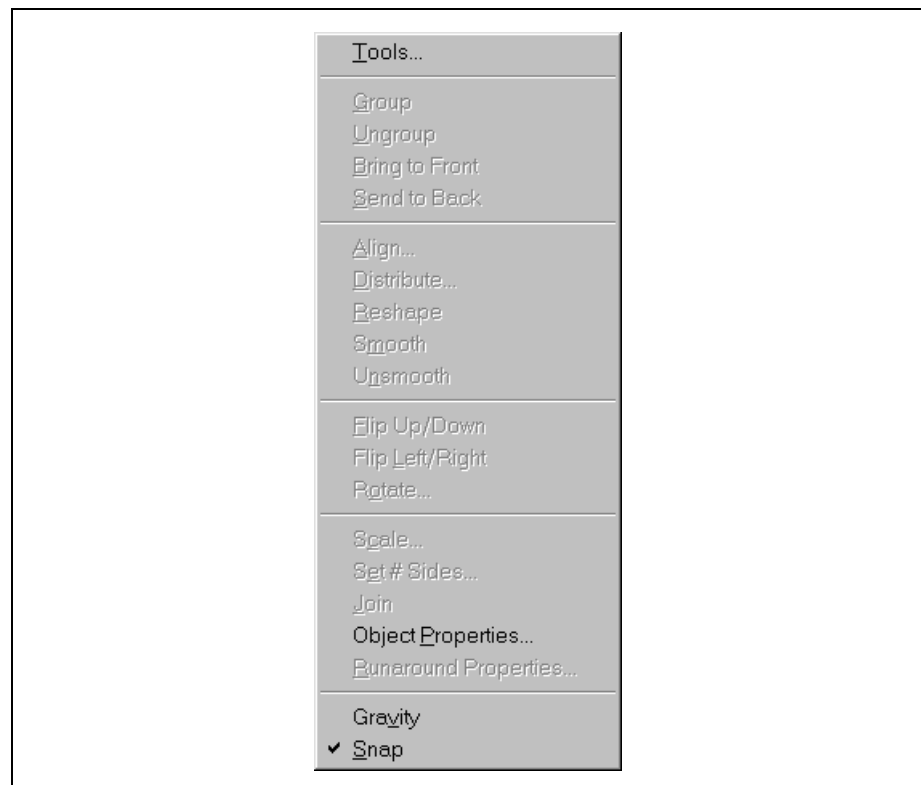 Tools...
Group
Ungroup
Bring to Front
Send to Back
Align...
Distribute...
Reshape
Smooth
Unsmooth
Flip Up/Down
Flip Left/Right
Rotate...
Scale...
Set # Sides...
Join
Object Properties...
Runaround Properties...
Gravity
Snap